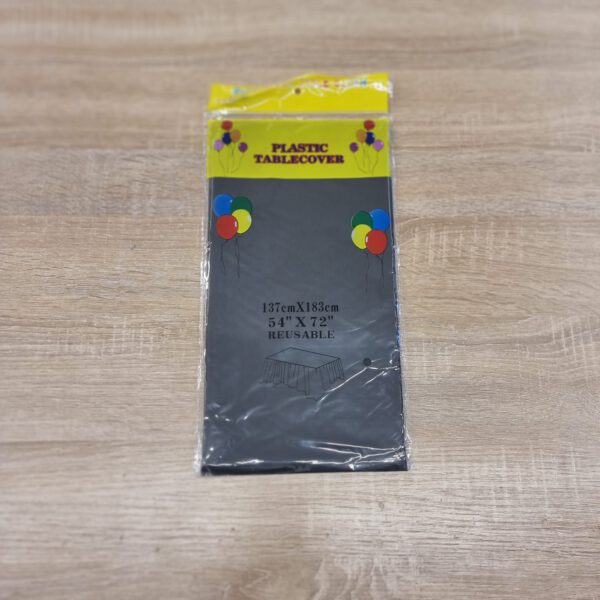 PLASTIC
TABLECOVER
137cmX183cm
54" X 72"
REUSABLE